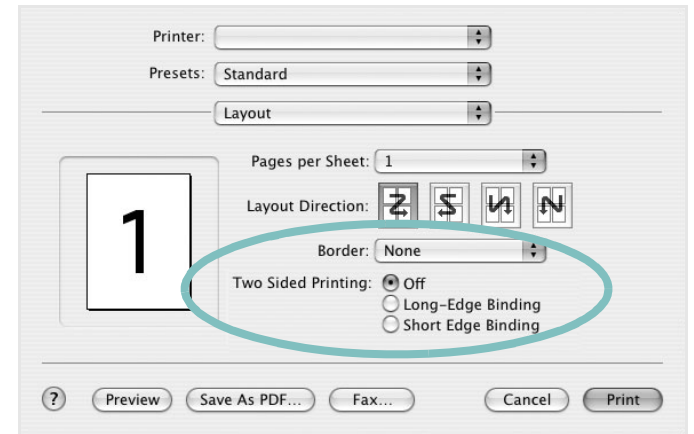 Printer:
Presets: Standard
Layout
Pages per Sheet: 1
Layout Direction:
1
Border: None
Two Sided Printing: Off
Long-Edge Binding
Short Edge Binding
? Preview Save As PDF... Fax... Cancel Print